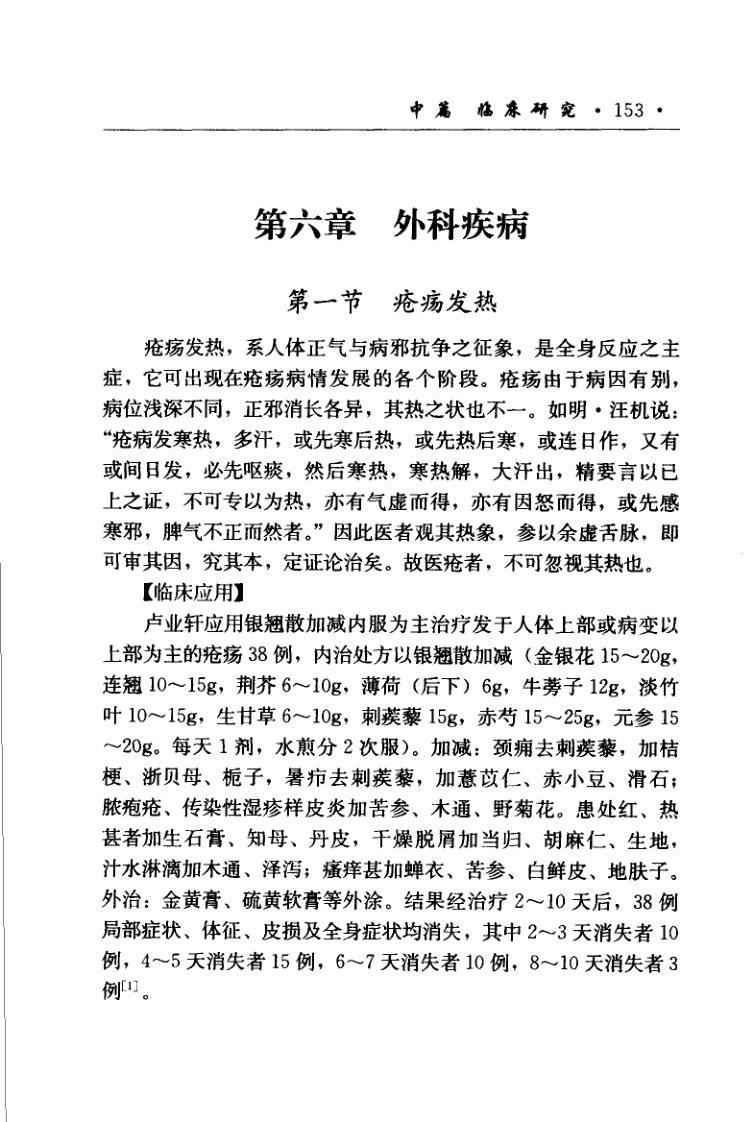 中篇 临床研究 · 153 ·
第六章 外科疾病
第一节 疮疡发热
疮疡发热，系人体正气与病邪抗争之征象，是全身反应之主
症，它可出现在疮疡病情发展的各个阶段。疮疡由于病因有别，
病位浅深不同，正邪消长各异，其热之状也不一。如明·汪机说：
“疮病发寒热，多汗，或先寒后热，或先热后寒，或连日作，又有
或间日发，必先呕痰，然后寒热，寒热解，大汗出，精要言以已
上之证，不可专以为热，亦有气虚而得，亦有因怒而得，或先感
寒邪，脾气不正而然者。”因此医者观其热象，参以余虚舌脉，即
可审其因，究其本，定证论治矣。故医疮者，不可忽视其热也。
【临床应用】
卢业轩应用银翘散加减内服为主治疗发于人体上部或病变以
上部为主的疮疡 38 例，内治处方以银翘散加减（金银花 15～20g，
连翘 10～15g，荆芥 6～10g，薄荷（后下）6g，牛蒡子 12g，淡竹
叶 10～15g，生甘草 6～10g，刺蒺藜 15g，赤芍 15～25g，元参 15
～20g。每天 1 剂，水煎分 2 次服）。加减：颈痈去刺蒺藜，加桔
梗、浙贝母、栀子，暑疖去刺蒺藜，加薏苡仁、赤小豆、滑石；
脓疱疮、传染性湿疹样皮炎加苦参、木通、野菊花。患处红、热
甚者加生石膏、知母、丹皮，干燥脱屑加当归、胡麻仁、生地，
汁水淋漓加木通、泽泻；瘙痒甚加蝉衣、苦参、白鲜皮、地肤子。
外治：金黄膏、硫黄软膏等外涂。结果经治疗 2～10 天后，38 例
局部症状、体征、皮损及全身症状均消失，其中 2～3 天消失者 10
例，4～5 天消失者 15 例，6～7 天消失者 10 例，8～10 天消失者 3
例[1]。